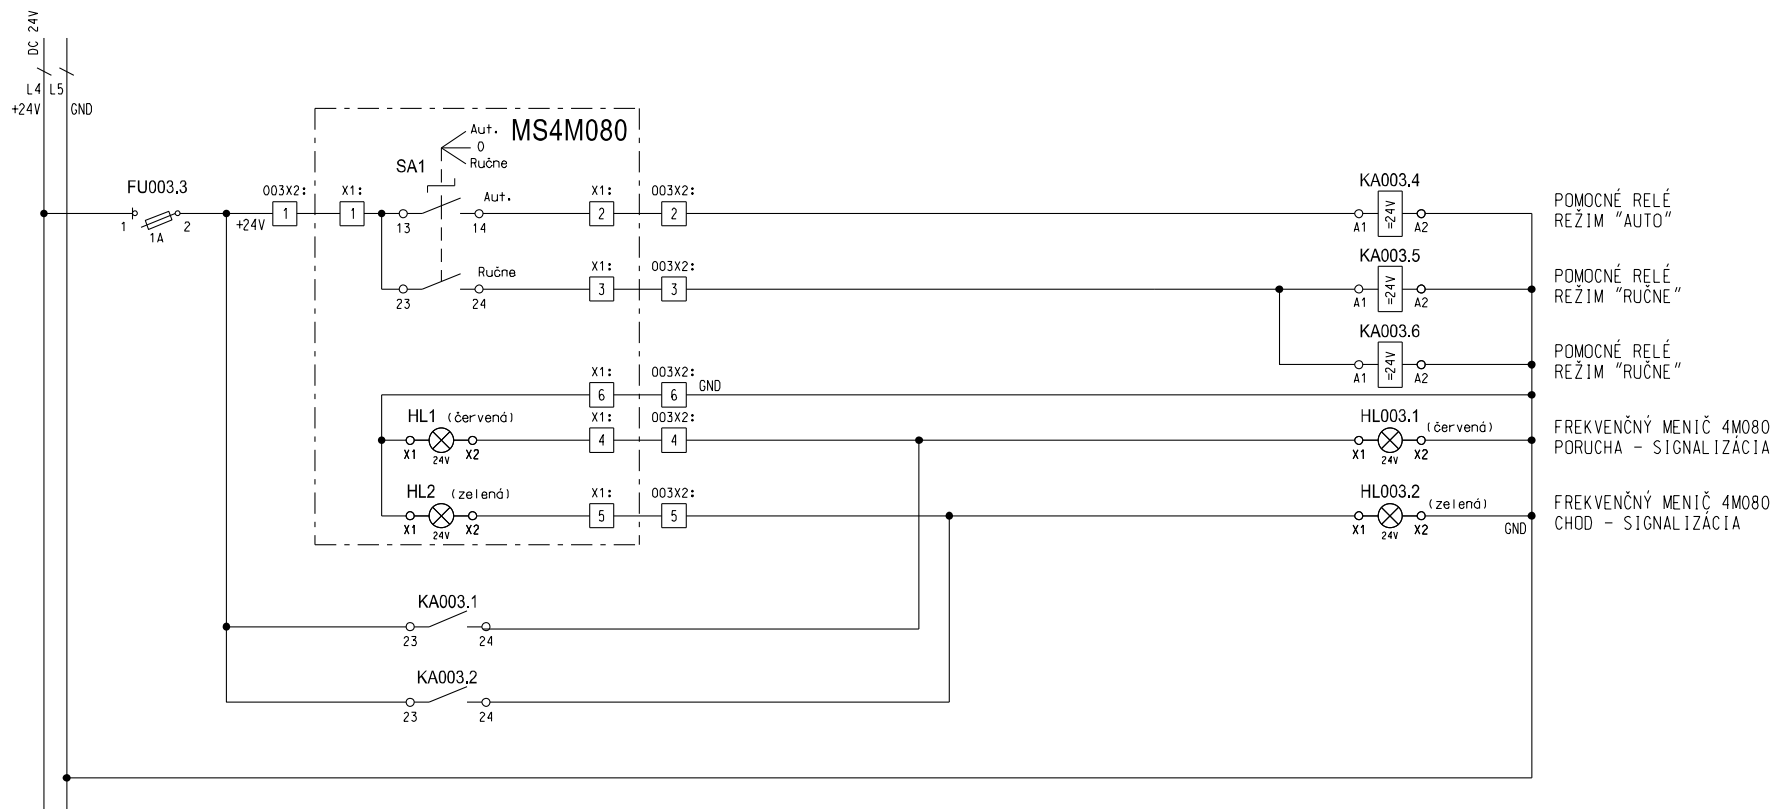 DC 24V
L4 L5
+24V GND
MS4M080
Aut.
0
Ručne
SA1
FU003.3
1 2
1A
+24V
003X2: X1:
1 1
13 14
Aut.
X1: 003X2:
2 2
KA003.4
=24V
A1 A2
POMOCNÉ RELÉ
REŽIM "AUTO"
23 24
Ručne
X1: 003X2:
3 3
KA003.5
=24V
A1 A2
POMOCNÉ RELÉ
REŽIM "RUČNE"
KA003.6
=24V
A1 A2
POMOCNÉ RELÉ
REŽIM "RUČNE"
X1: 003X2:
6 6 GND
HL1 (červená)
X1 24V X2
X1: 003X2:
4 4
HL003.1 (červená)
X1 24V X2
FREKVENČNÝ MENIČ 4M080
PORUCHA - SIGNALIZÁCIA
HL2 (zelená)
X1 24V X2
X1: 003X2:
5 5
HL003.2 (zelená)
X1 24V X2
GND
FREKVENČNÝ MENIČ 4M080
CHOD - SIGNALIZÁCIA
KA003.1
23 24
KA003.2
23 24